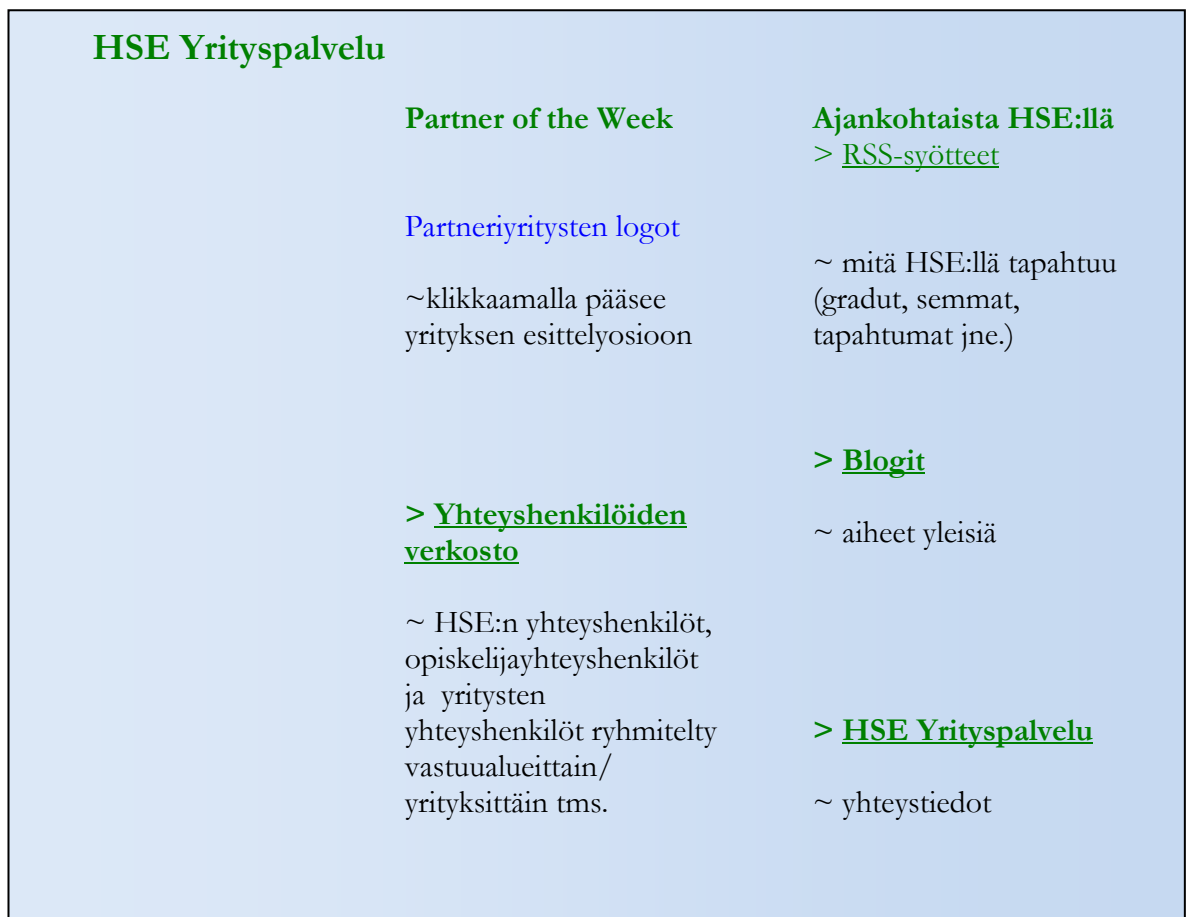 HSE Yrityspalvelu
Partner of the Week
Partneriyritysten logot
~klikkaamalla pääsee
yrityksen esittelyosioon
> Yhteyshenkilöiden
verkosto
~ HSE:n yhteyshenkilöt,
opiskelijayhteyshenkilöt
ja yritysten
yhteyshenkilöt ryhmitelty
vastuualueittain/
yrityksittäin tms.
Ajankohtaista HSE:llä
> RSS-syötteet
~ mitä HSE:llä tapahtuu
(gradut, semmat,
tapahtumat jne.)
> Blogit
~ aiheet yleisiä
> HSE Yrityspalvelu
~ yhteystiedot